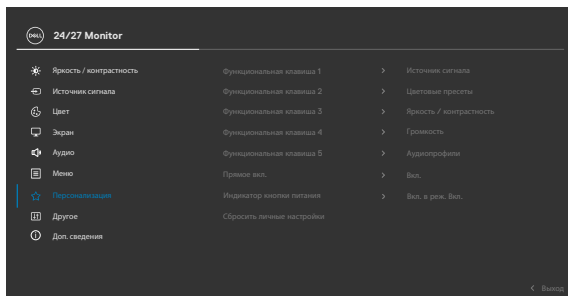 DELL 24/27 Monitor
Яркость / контрастность Функциональная клавиша 1 > Источник сигнала
Источник сигнала Функциональная клавиша 2 > Цветовые пресеты
Цвет Функциональная клавиша 3 > Яркость / контрастность
Экран Функциональная клавиша 4 > Громкость
Аудио Функциональная клавиша 5 > Аудиопрофили
Меню Прямое вкл. > Вкл.
Персонализация Индикатор кнопки питания > Вкл. в реж. Вкл.
Другое Сбросить личные настройки
Доп. сведения
< Выход